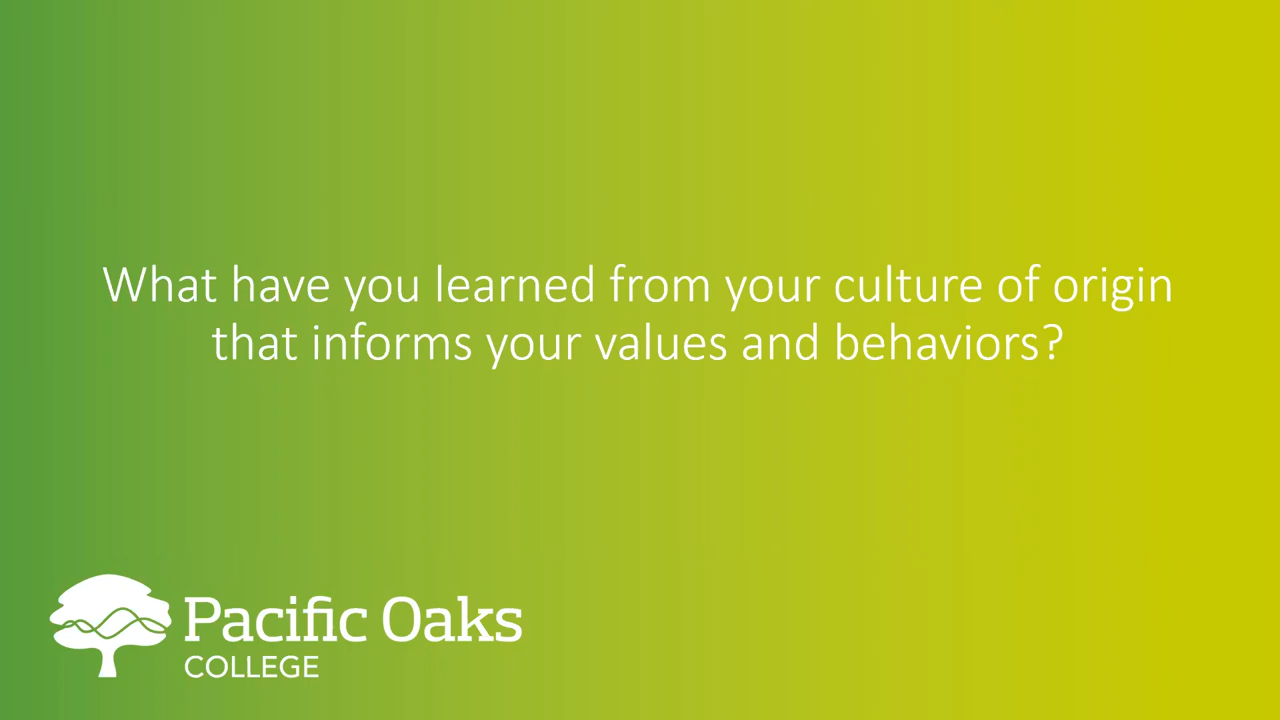 What have you learned from your culture of origin
that informs your values and behaviors?
Pacific Oaks
COLLEGE